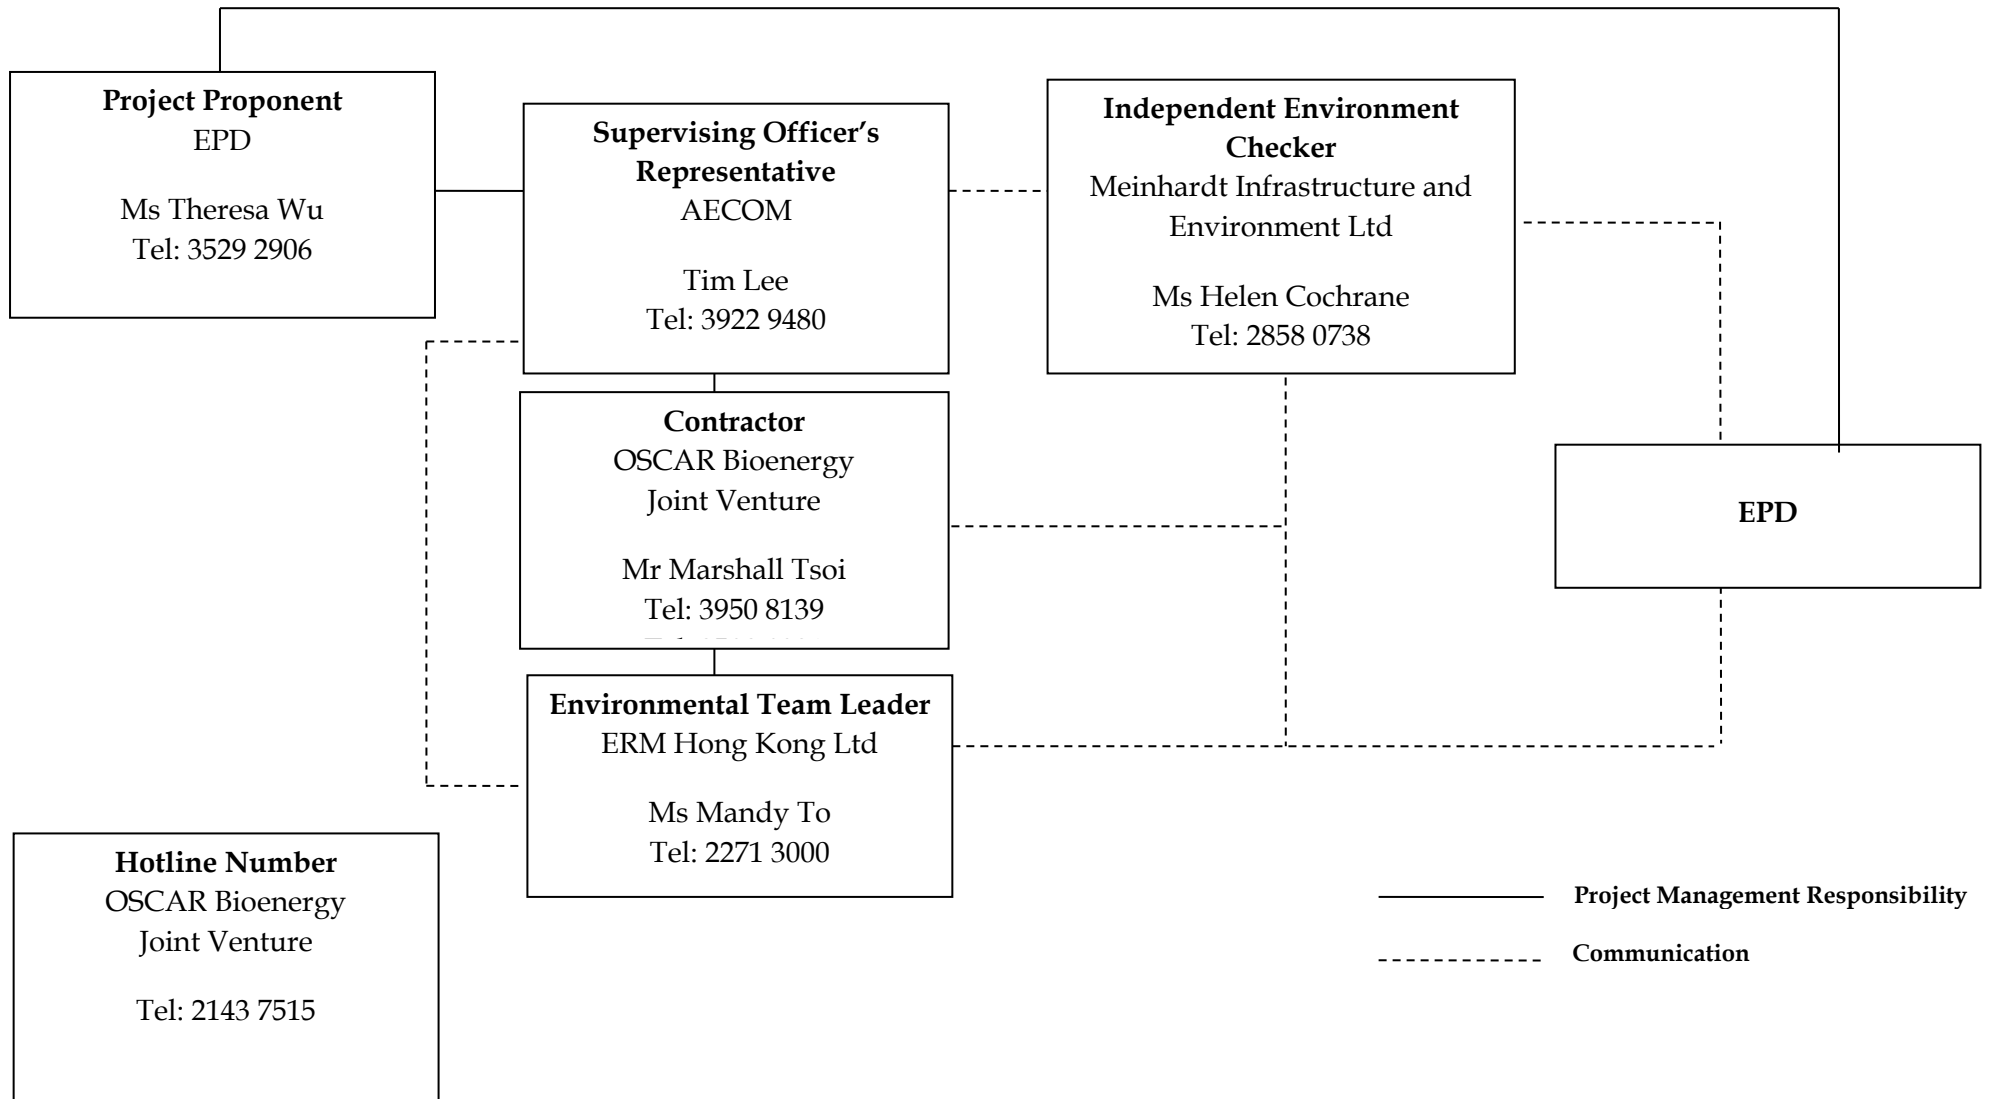 Project Proponent
EPD
Ms Theresa Wu
Tel: 3529 2906
Supervising Officer’s
Representative
AECOM
Tim Lee
Tel: 3922 9480
Independent Environment
Checker
Meinhardt Infrastructure and
Environment Ltd
Ms Helen Cochrane
Tel: 2858 0738
Contractor
OSCAR Bioenergy
Joint Venture
Mr Marshall Tsoi
Tel: 3950 8139
EPD
Environmental Team Leader
ERM Hong Kong Ltd
Ms Mandy To
Tel: 2271 3000
Hotline Number
OSCAR Bioenergy
Joint Venture
Tel: 2143 7515
Project Management Responsibility
Communication